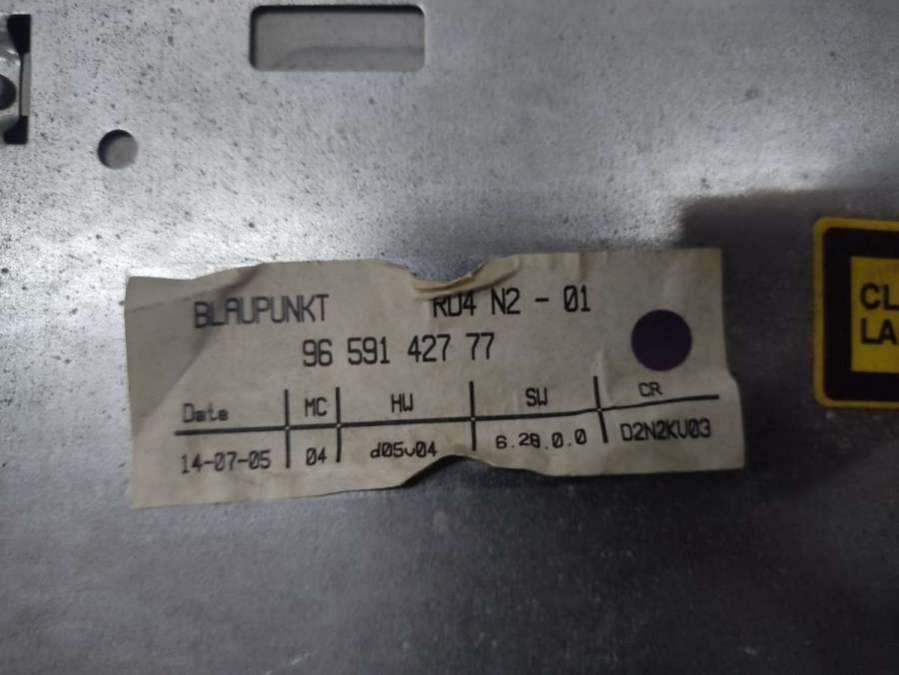 BLAUPUNKT RD4 N2 - 01
96 591 427 77
Date MC HW SW CR
14-07-05 04 d05v04 6.28.0.0 D2N2KU03
CL
LA